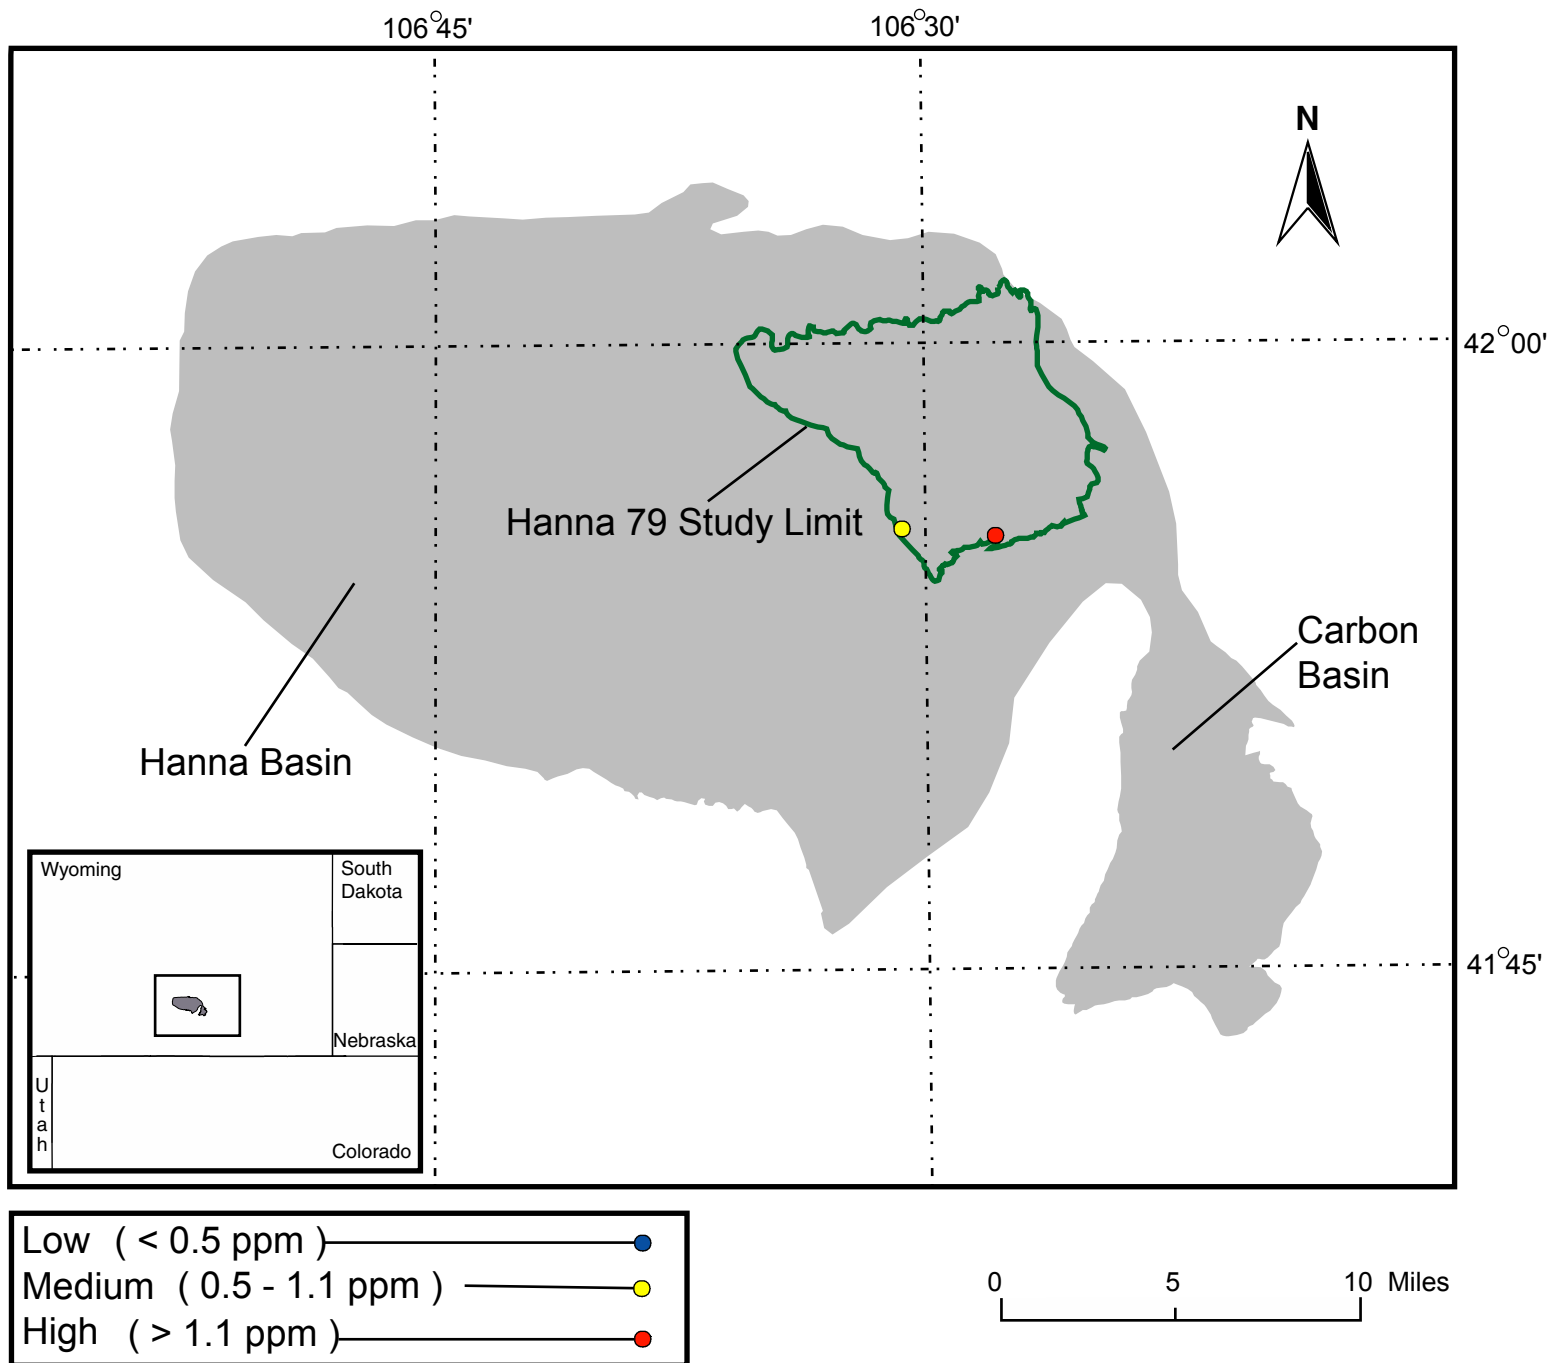 106°45'
106°30'
N
42°00'
Hanna 79 Study Limit
Carbon
Basin
Hanna Basin
Wyoming
South
Dakota
Nebraska
Utah
Colorado
41°45'
Low ( < 0.5 ppm )
Medium ( 0.5 - 1.1 ppm )
High ( > 1.1 ppm )
0 5 10 Miles